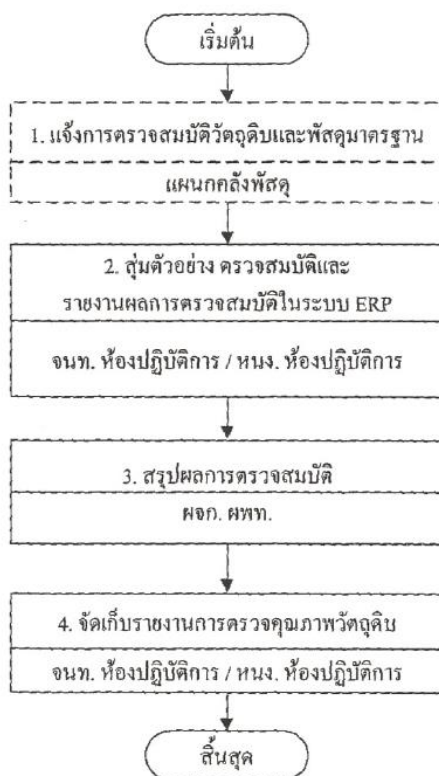 เริ่มต้น
1. แจ้งการตรวจสมบัติวัตถุดิบและพัสดุมาตรฐาน
แผนกคลังพัสดุ
2. สุ่มตัวอย่าง ตรวจสมบัติและ
รายงานผลการตรวจสมบัติในระบบ ERP
จนท. ห้องปฏิบัติการ / หนง. ห้องปฏิบัติการ
3. สรุปผลการตรวจสมบัติ
ผจก. ผพท.
4. จัดเก็บรายงานการตรวจคุณภาพวัตถุดิบ
จนท. ห้องปฏิบัติการ / หนง. ห้องปฏิบัติการ
สิ้นสุด